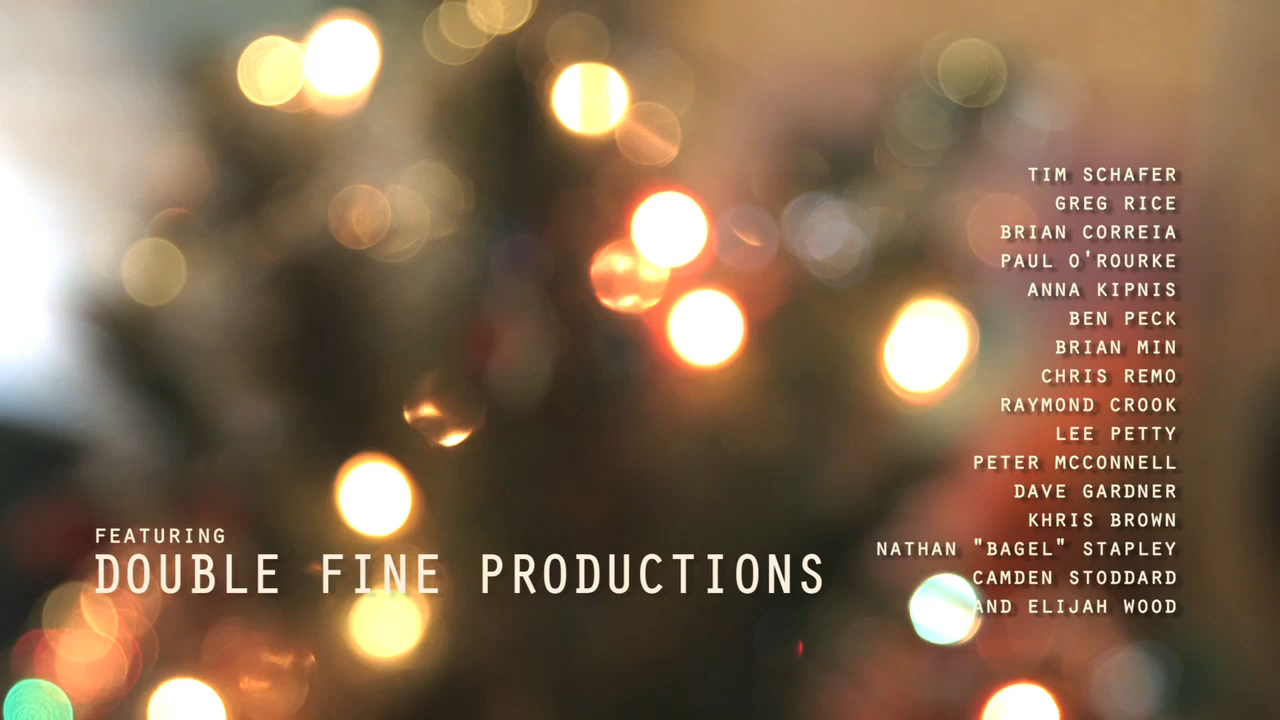 FEATURING
DOUBLE FINE PRODUCTIONS
TIM SCHAFER
GREG RICE
BRIAN CORREIA
PAUL O'ROURKE
ANNA KIPNIS
BEN PECK
BRIAN MIN
CHRIS REMO
RAYMOND CROOK
LEE PETTY
PETER MCCONNELL
DAVE GARDNER
KHRIS BROWN
NATHAN "BAGEL" STAPLEY
CAMDEN STODDARD
AND ELIJAH WOOD